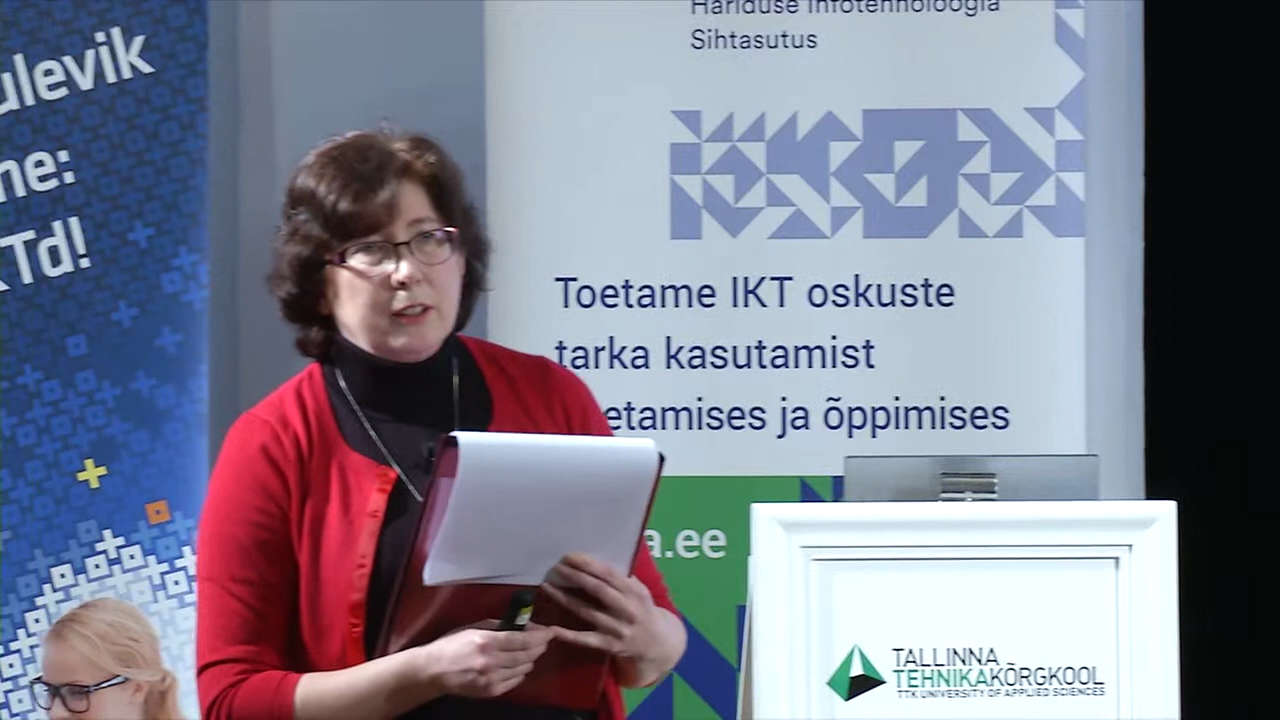 ulevik
ne:
KTd!
Hariduse Infotehnoloogia
Sihtasutus
Toetame IKT oskuste
tarka kasutamist
etamises ja õppimises
a.ee
TALLINNA
TEHNIKAKÕRGKOOL
TTK UNIVERSITY OF APPLIED SCIENCES